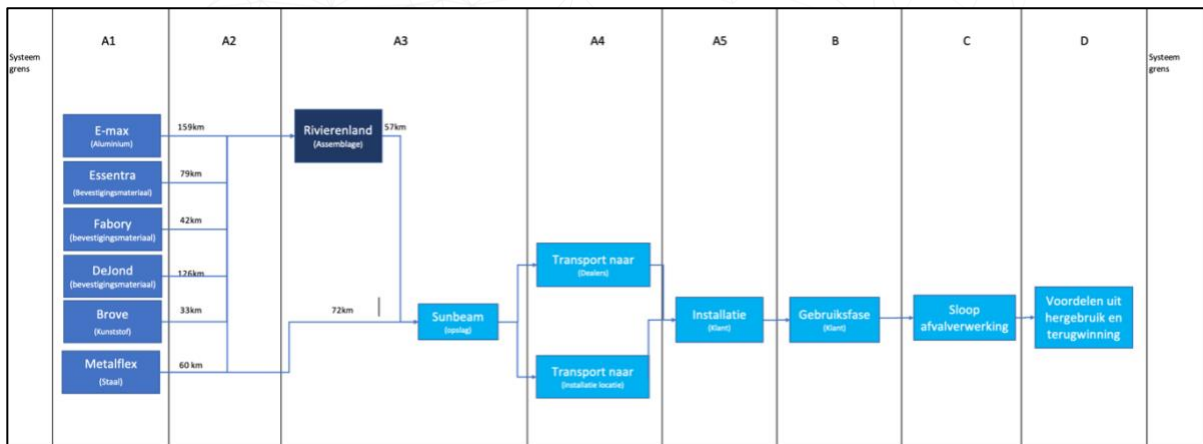 A1
A2
A3
A4
A5
B
C
D
Systeem
grens
Systeem
grens
E-max
(Aluminium)
159km
Rivierenland
(Assemblage)
57km
Essentra
(Bevestigingsmateriaal)
79km
Fabory
(bevestigingsmateriaal)
42km
DeJond
(bevestigingsmateriaal)
126km
Brove
(Kunststof)
33km
Metalflex
(Staal)
60 km
72km
Sunbeam
(opslag)
Transport naar
(Dealers)
Transport naar
(Installatie locatie)
Installatie
(Klant)
Gebruiksfase
(Klant)
Sloop
afvalverwerking
Voordelen uit
hergebruik en
terugwinning